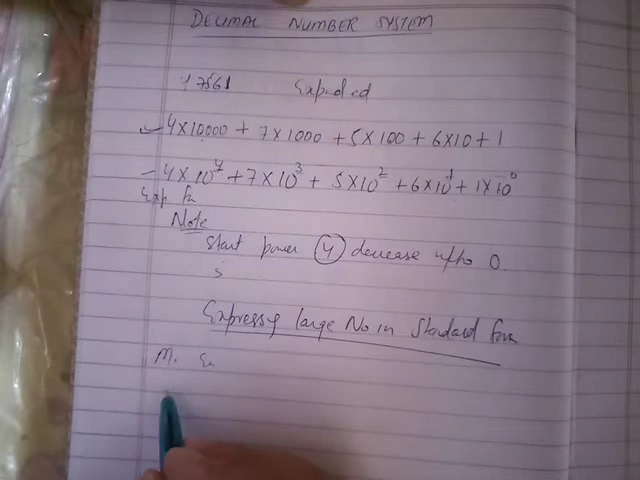 DECIMAL NUMBER SYSTEM
47561 Expanded
4×10000 + 7×1000 + 5×100 + 6×10 + 1
4×10⁴ + 7×10³ + 5×10² + 6×10¹ + 1×10⁰
Exp
Note
Start power 4 decrease upto 0.
5
Expressing large No in Standard form
M. Ex